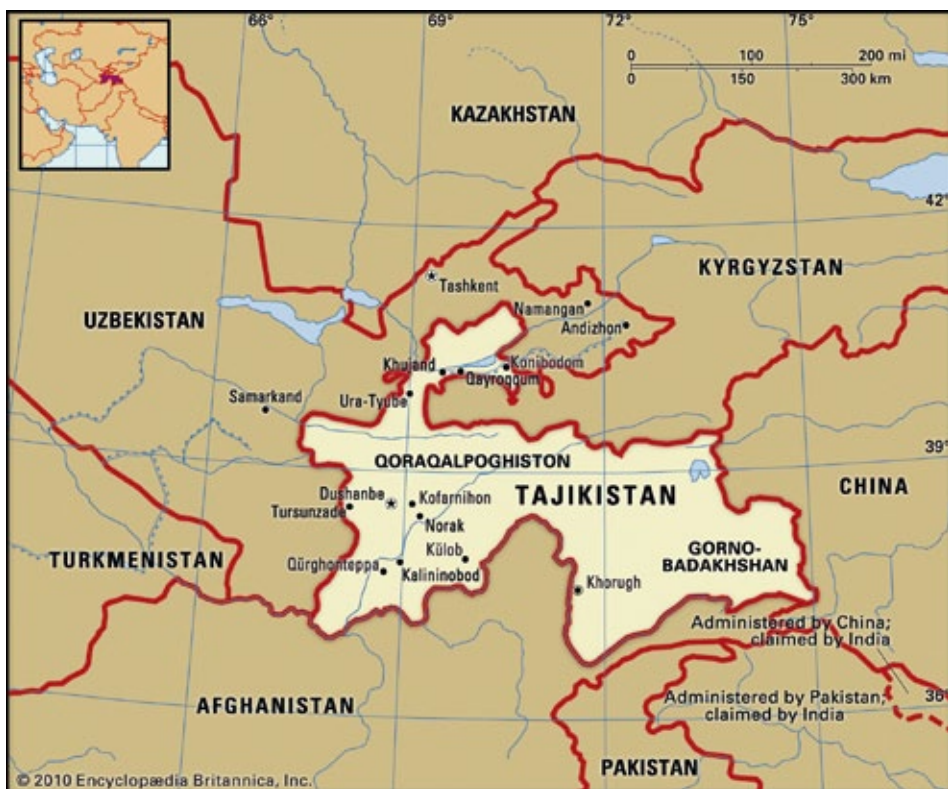 66°
69°
72°
75°
0 100 200 mi
0 150 300 km
KAZAKHSTAN
42°
KYRGYZSTAN
Tashkent
Namangan
Andizhon
UZBEKISTAN
Khujand
Konibodom
Qayroqqum
Samarkand
Ura-Tyube
39°
QORAQALPOGHISTON
CHINA
Dushanbe
Kofarnihon
TAJIKISTAN
Tursunzade
Norak
TURKMENISTAN
Kŭlob
GORNO-
BADAKHSHAN
Qŭrghonteppa
Kalininobod
Khorugh
Administered by China;
claimed by India
36°
AFGHANISTAN
Administered by Pakistan;
claimed by India
PAKISTAN
© 2010 Encyclopædia Britannica, Inc.